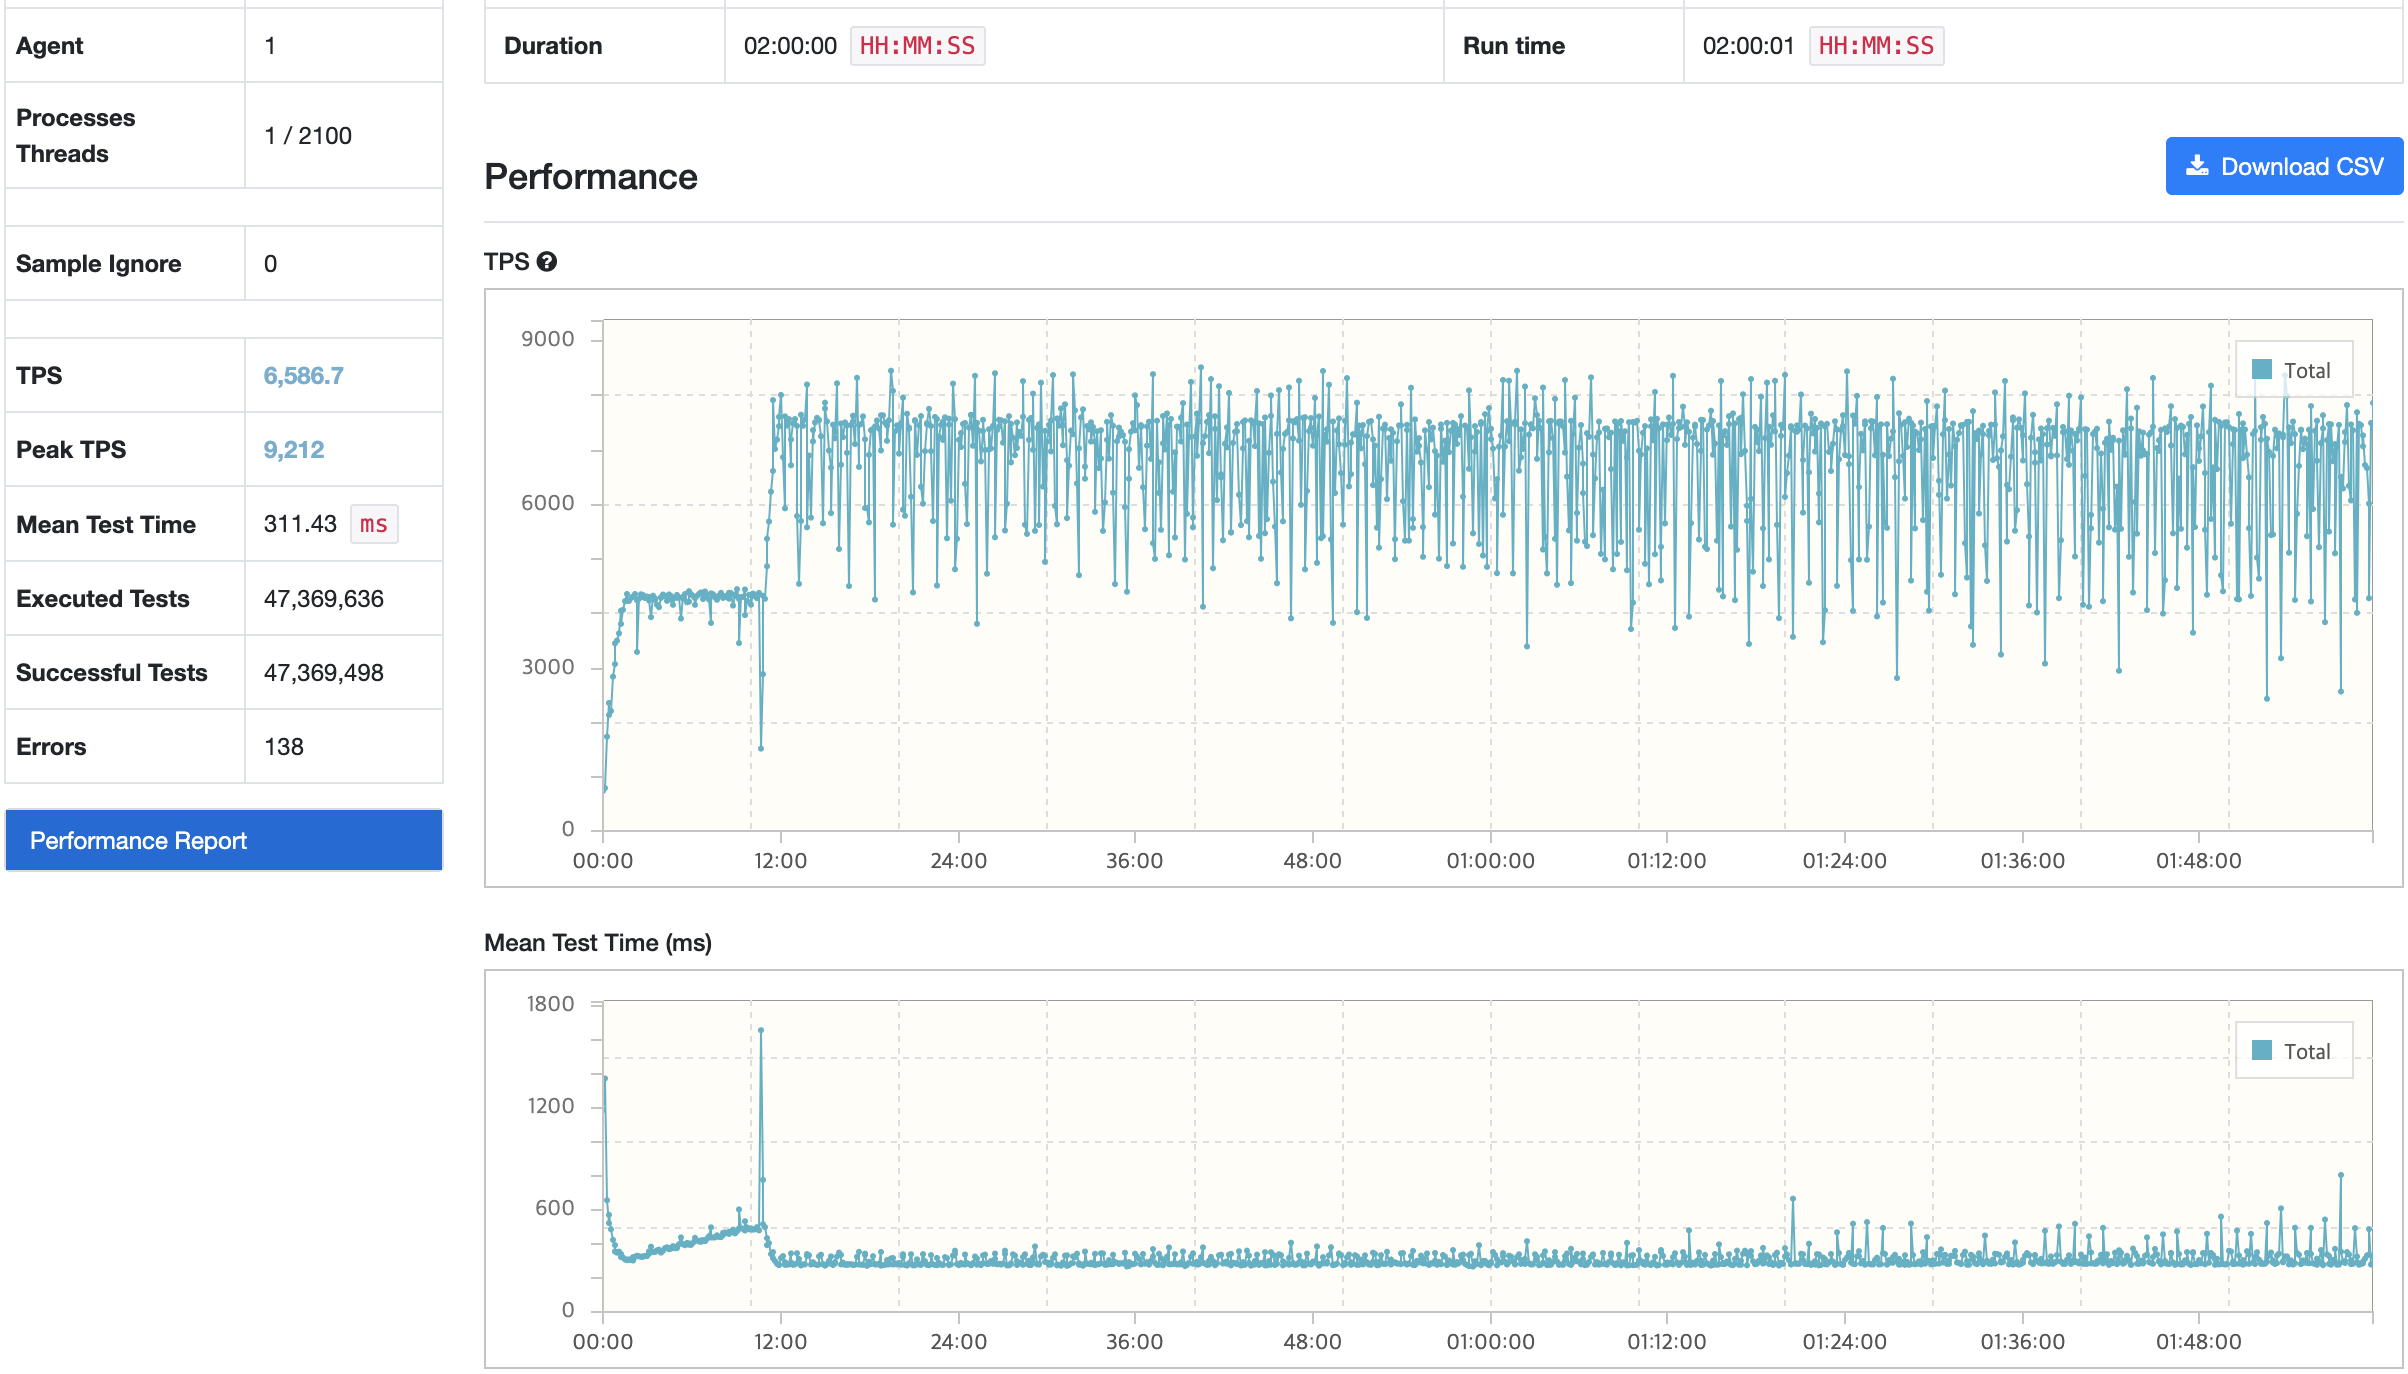 Agent 1
Processes
Threads
1 / 2100
Sample Ignore 0
TPS 6,586.7
Peak TPS 9,212
Mean Test Time 311.43 ms
Executed Tests 47,369,636
Successful Tests 47,369,498
Errors 138
Performance Report
Duration 02:00:00 HH:MM:SS Run time 02:00:01 HH:MM:SS
Performance
Download CSV
TPS ?
9000
6000
3000
0
Total
00:00 12:00 24:00 36:00 48:00 01:00:00 01:12:00 01:24:00 01:36:00 01:48:00
Mean Test Time (ms)
1800
1200
600
0
Total
00:00 12:00 24:00 36:00 48:00 01:00:00 01:12:00 01:24:00 01:36:00 01:48:00